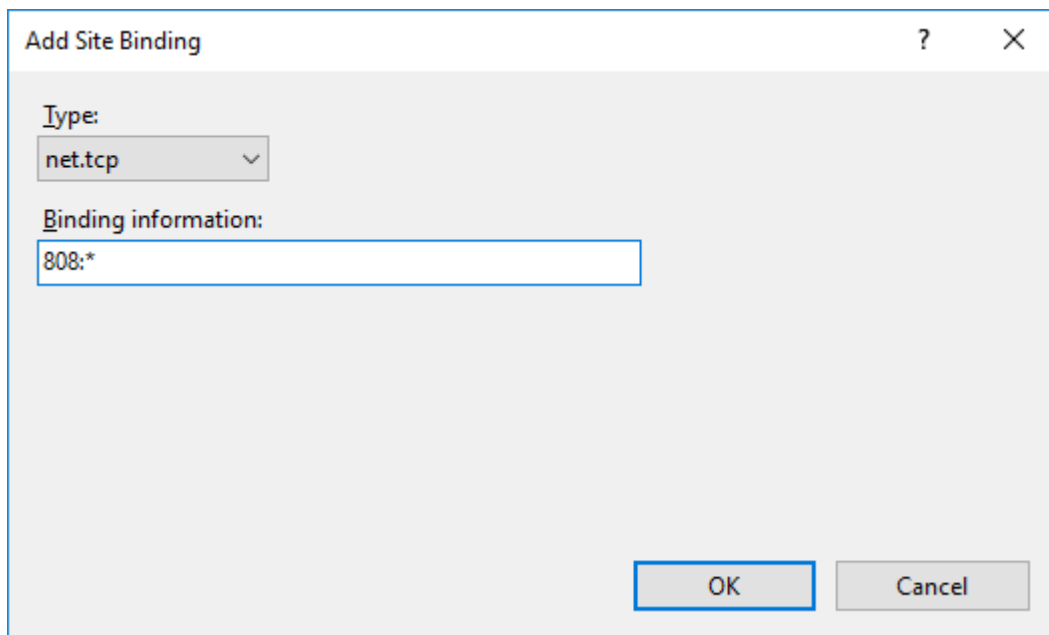 Add Site Binding ?
Type:
net.tcp
Binding information:
808:*
OK Cancel